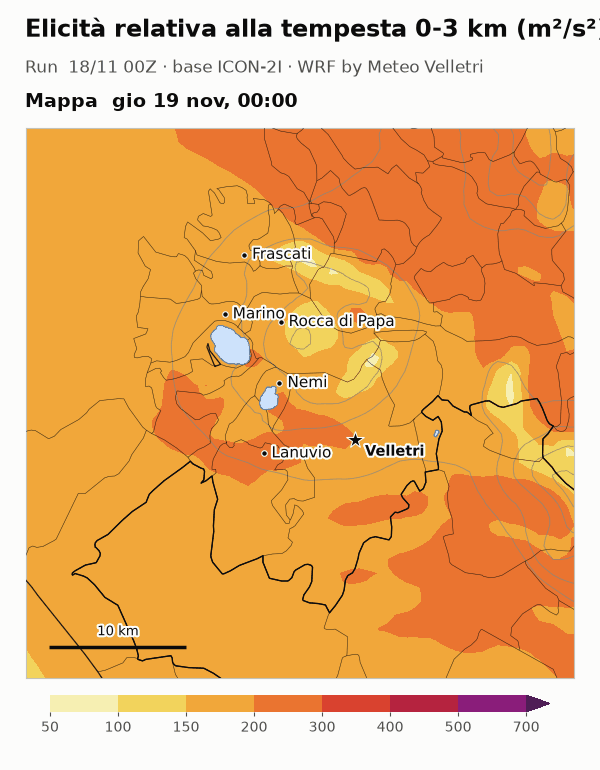 Elicità relativa alla tempesta 0-3 km (m²/s²)
Run  18/11 00Z · base ICON-2I · WRF by Meteo Velletri
Mappa  gio 19 nov, 00:00
Frascati
Marino
Rocca di Papa
Nemi
Velletri
Lanuvio
10 km
50 100 150 200 300 400 500 700